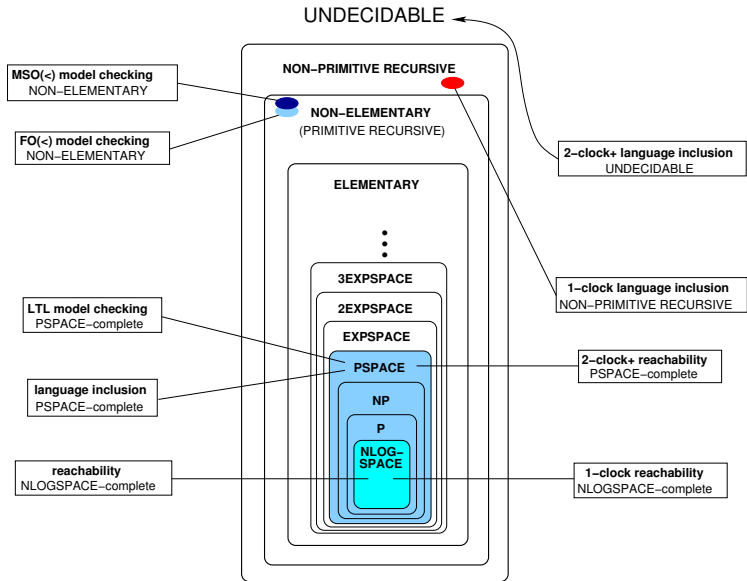 UNDECIDABLE
NON−PRIMITIVE RECURSIVE
MSO(<) model checking
NON−ELEMENTARY
NON−ELEMENTARY
(PRIMITIVE RECURSIVE)
FO(<) model checking
NON−ELEMENTARY
2−clock+ language inclusion
UNDECIDABLE
ELEMENTARY
3EXPSPACE
1−clock language inclusion
NON−PRIMITIVE RECURSIVE
2EXPSPACE
LTL model checking
PSPACE−complete
EXPSPACE
PSPACE
2−clock+ reachability
PSPACE−complete
language inclusion
PSPACE−complete
NP
P
NLOG−
SPACE
reachability
NLOGSPACE−complete
1−clock reachability
NLOGSPACE−complete